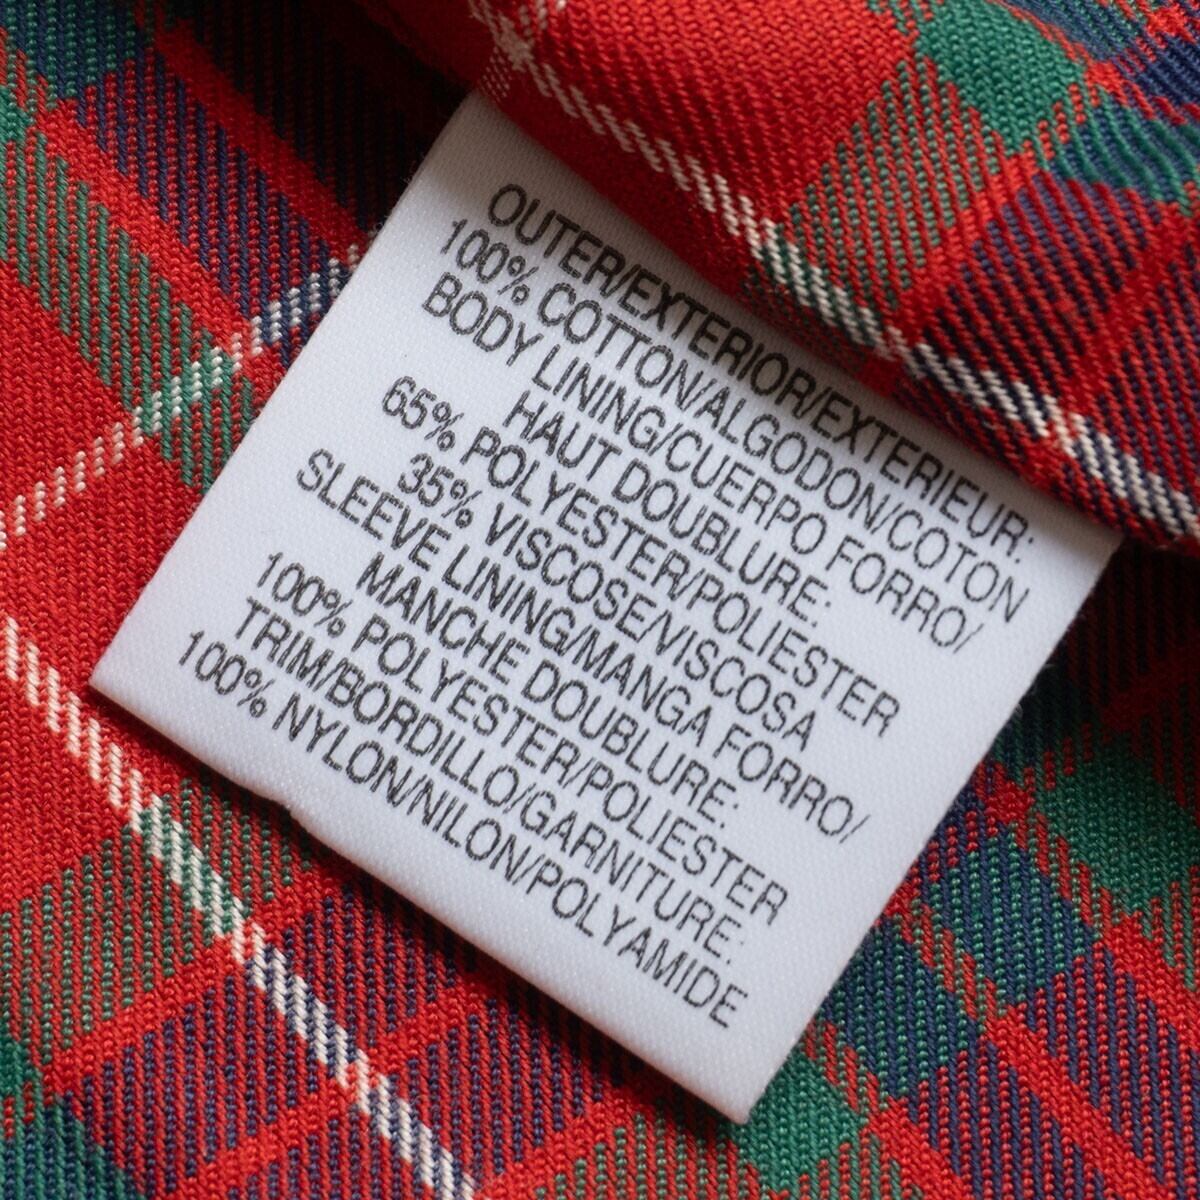 OUTER/EXTERIOR/EXTERIEUR:
100% COTTON/ALGODON/COTON
BODY LINING/CUERPO FORRO/
HAUT DOUBLURE:
65% POLYESTER/POLIESTER
35% VISCOSE/VISCOSA
SLEEVE LINING/MANGA FORRO/
MANCHE DOUBLURE:
100% POLYESTER/POLIESTER
TRIM/BORDILLO/GARNITURE:
100% NYLON/NILON/POLYAMIDE